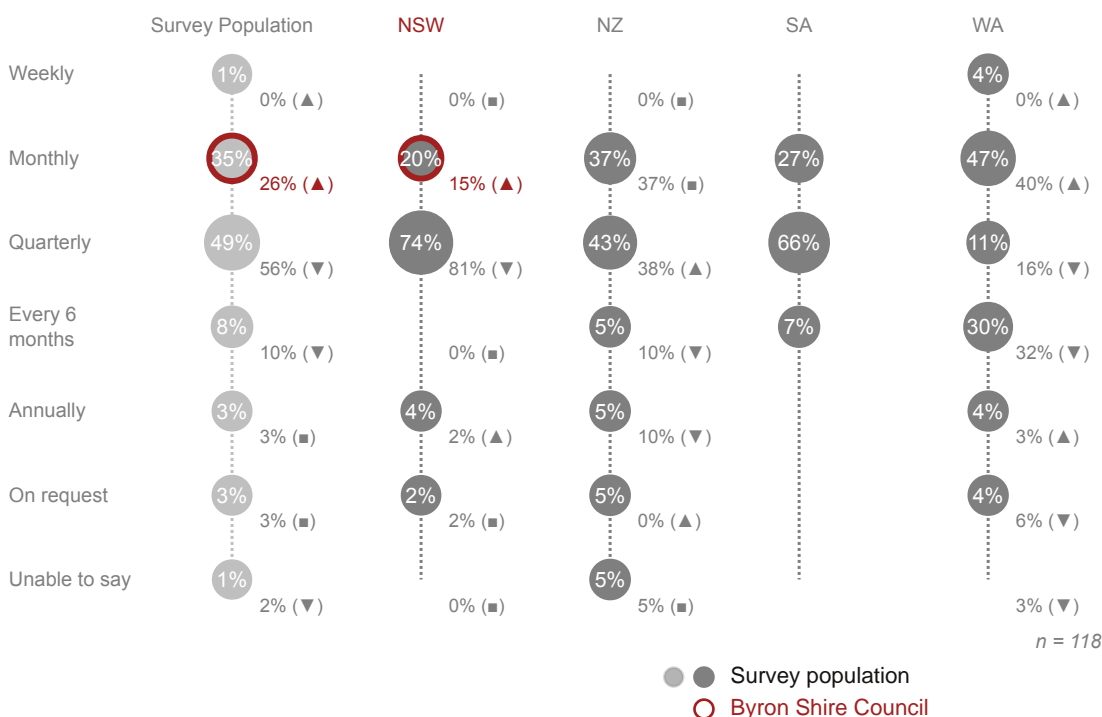 Survey Population NSW NZ SA WA
Weekly 1% 4%
0% (▲) 0% (■) 0% (■) 0% (▲)
Monthly 35% 20% 37% 27% 47%
26% (▲) 15% (▲) 37% (■) 40% (▲)
Quarterly 49% 74% 43% 66% 11%
56% (▼) 81% (▼) 38% (▲) 16% (▼)
Every 6
months 8% 5% 7% 30%
10% (▼) 0% (■) 10% (▼) 32% (▼)
Annually 3% 4% 5% 4%
3% (■) 2% (▲) 10% (▼) 3% (▲)
On request 3% 2% 5% 4%
3% (■) 2% (■) 0% (▲) 6% (▼)
Unable to say 1% 5%
2% (▼) 0% (■) 5% (■) 3% (▼)
n = 118
Survey population
Byron Shire Council